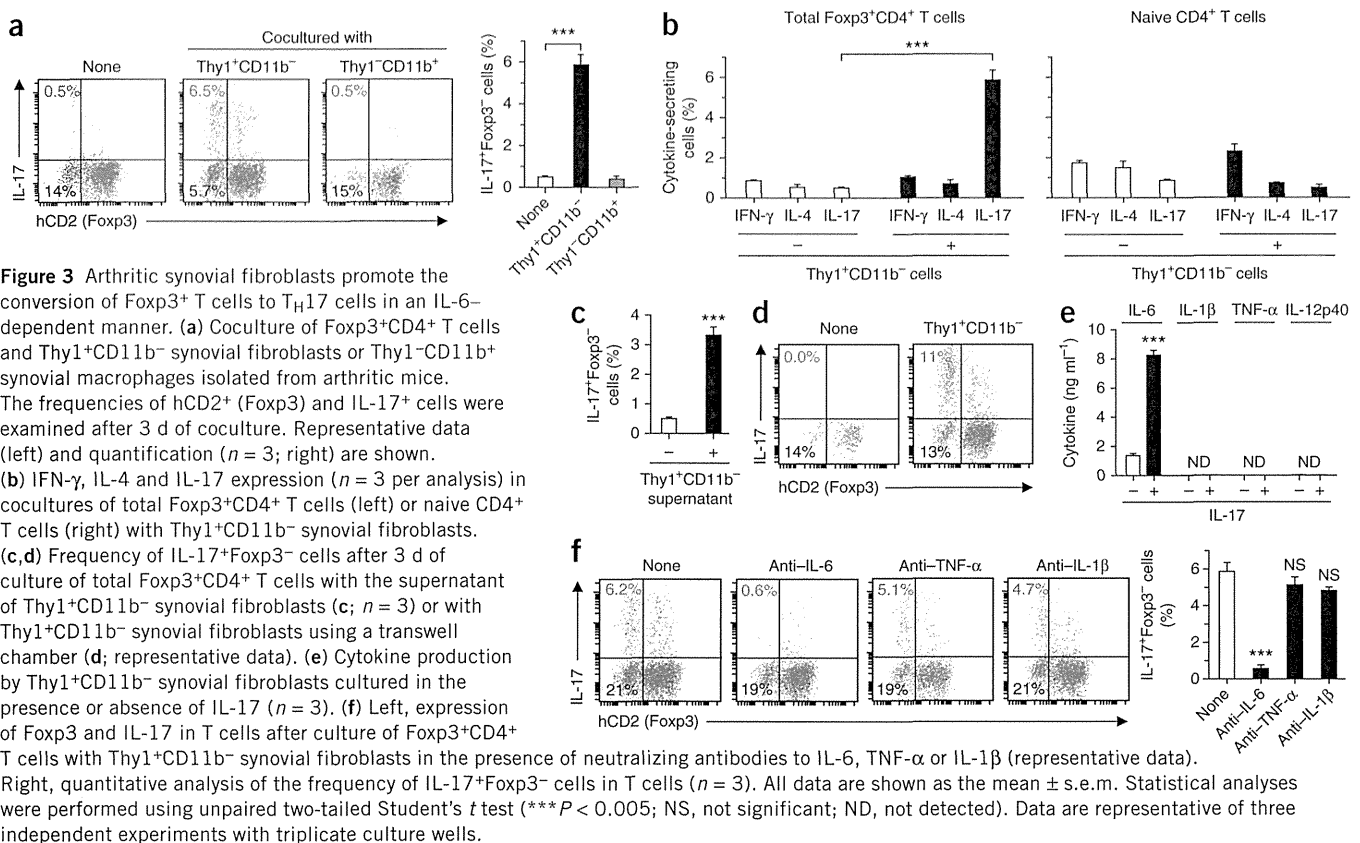 a
Cocultured with
None
Thy1⁺CD11b⁻
Thy1⁻CD11b⁺
0.5%
14%
6.5%
5.7%
0.5%
15%
IL-17
hCD2 (Foxp3)
IL-17⁺Foxp3⁻ cells (%)
6
4
2
0
***
None
Thy1⁺CD11b⁻
Thy1⁻CD11b⁺
b
Total Foxp3⁺CD4⁺ T cells
Naive CD4⁺ T cells
***
Cytokine-secreting
cells (%)
6
4
2
0
IFN-γ IL-4 IL-17 IFN-γ IL-4 IL-17
– +
Thy1⁺CD11b⁻ cells
IFN-γ IL-4 IL-17 IFN-γ IL-4 IL-17
– +
Thy1⁺CD11b⁻ cells
Figure 3 Arthritic synovial fibroblasts promote the
conversion of Foxp3⁺ T cells to T_H17 cells in an IL-6–
dependent manner. (a) Coculture of Foxp3⁺CD4⁺ T cells
and Thy1⁺CD11b⁻ synovial fibroblasts or Thy1⁻CD11b⁺
synovial macrophages isolated from arthritic mice.
The frequencies of hCD2⁺ (Foxp3) and IL-17⁺ cells were
examined after 3 d of coculture. Representative data
(left) and quantification (n = 3; right) are shown.
(b) IFN-γ, IL-4 and IL-17 expression (n = 3 per analysis) in
cocultures of total Foxp3⁺CD4⁺ T cells (left) or naive CD4⁺
T cells (right) with Thy1⁺CD11b⁻ synovial fibroblasts.
(c,d) Frequency of IL-17⁺Foxp3⁻ cells after 3 d of
culture of total Foxp3⁺CD4⁺ T cells with the supernatant
of Thy1⁺CD11b⁻ synovial fibroblasts (c; n = 3) or with
Thy1⁺CD11b⁻ synovial fibroblasts using a transwell
chamber (d; representative data). (e) Cytokine production
by Thy1⁺CD11b⁻ synovial fibroblasts cultured in the
presence or absence of IL-17 (n = 3). (f) Left, expression
of Foxp3 and IL-17 in T cells after culture of Foxp3⁺CD4⁺
T cells with Thy1⁺CD11b⁻ synovial fibroblasts in the presence of neutralizing antibodies to IL-6, TNF-α or IL-1β (representative data).
Right, quantitative analysis of the frequency of IL-17⁺Foxp3⁻ cells in T cells (n = 3). All data are shown as the mean ± s.e.m. Statistical analyses
were performed using unpaired two-tailed Student's t test (***P < 0.005; NS, not significant; ND, not detected). Data are representative of three
independent experiments with triplicate culture wells.
c
IL-17⁺Foxp3⁻
cells (%)
4
3
2
1
0
***
– +
Thy1⁺CD11b⁻
supernatant
d
None
Thy1⁺CD11b⁻
0.0%
14%
11%
13%
IL-17
hCD2 (Foxp3)
e
IL-6 IL-1β TNF-α IL-12p40
Cytokine (ng ml⁻¹)
10
8
6
4
2
0
***
ND ND ND
– + – + – + – +
IL-17
f
None
Anti–IL-6
Anti–TNF-α
Anti–IL-1β
6.2%
21%
0.6%
19%
5.1%
19%
4.7%
21%
IL-17
hCD2 (Foxp3)
IL-17⁺Foxp3⁻ cells
(%)
6
4
2
0
***
NS
NS
None
Anti–IL-6
Anti–TNF-α
Anti–IL-1β